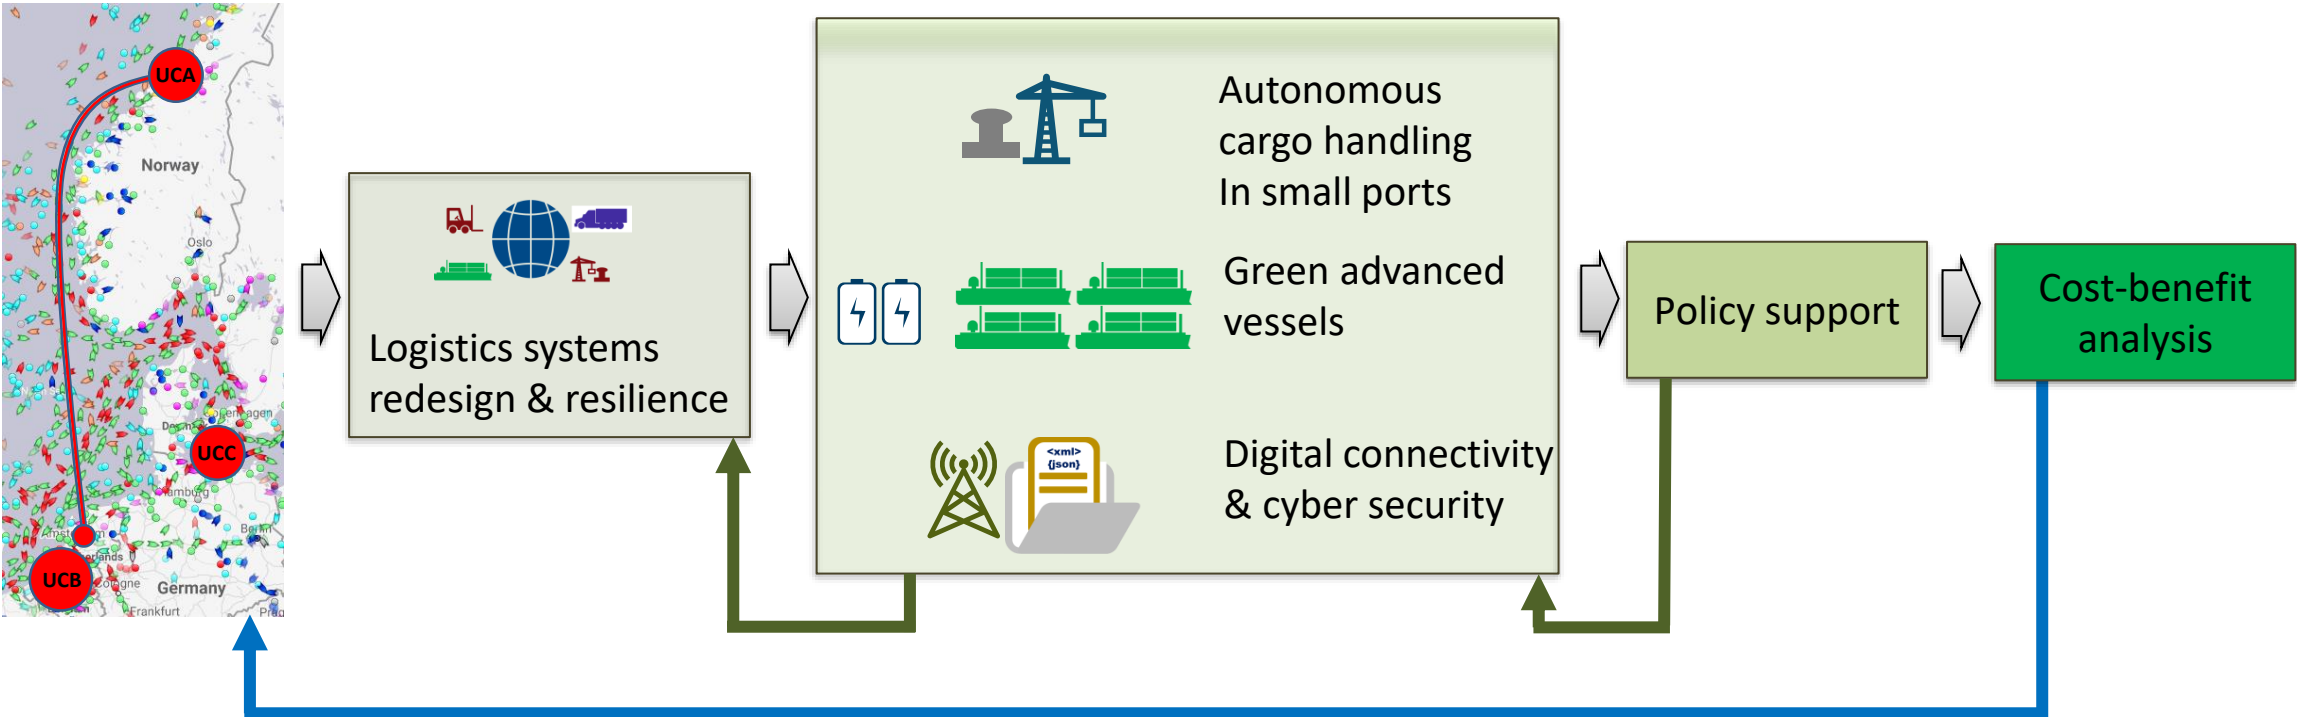 UCA
Norway
Oslo
UCC
Germany
UCB
Frankfurt
Logistics systems
redesign & resilience
Autonomous
cargo handling
In small ports
Green advanced
vessels
<xml>
{json}
Digital connectivity
& cyber security
Policy support
Cost-benefit
analysis